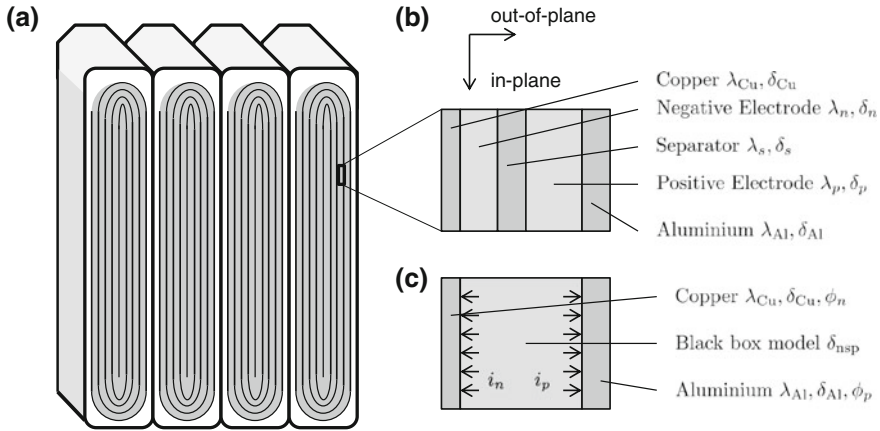 (a)
(b)
out-of-plane
in-plane
Copper λ_Cu, δ_Cu
Negative Electrode λ_n, δ_n
Separator λ_s, δ_s
Positive Electrode λ_p, δ_p
Aluminium λ_Al, δ_Al
(c)
Copper λ_Cu, δ_Cu, ϕ_n
Black box model δ_nsp
i_n i_p
Aluminium λ_Al, δ_Al, ϕ_p